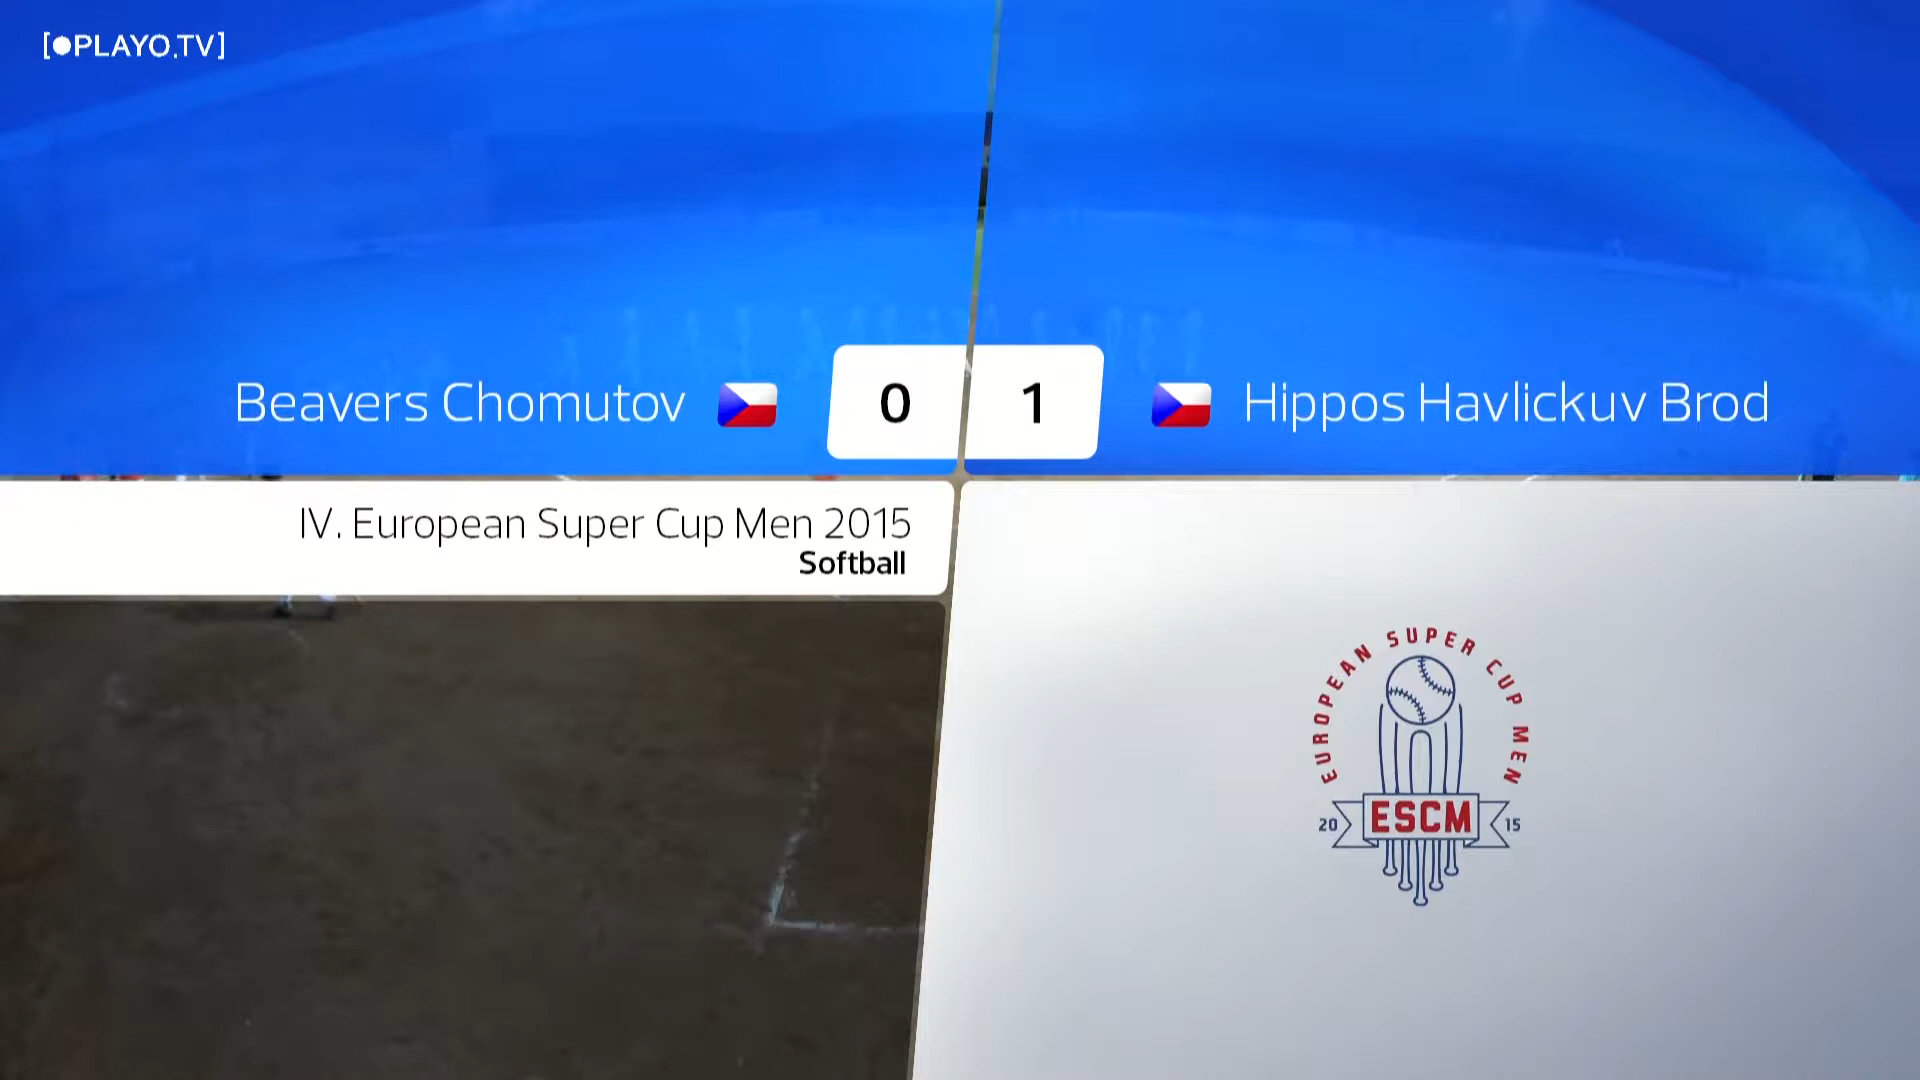 [●PLAYO.TV]
Beavers Chomutov 0 1 Hippos Havlickuv Brod
IV. European Super Cup Men 2015
Softball
EUROPEAN SUPER CUP MEN
20 ESCM 15